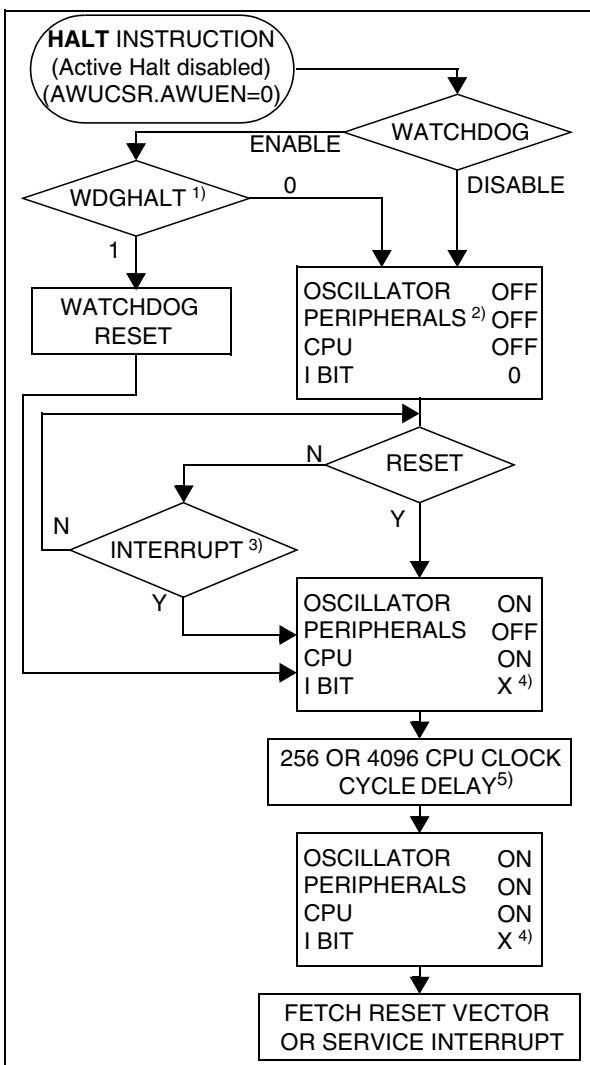 HALT INSTRUCTION
(Active Halt disabled)
(AWUCSR.AWUEN=0)
WATCHDOG
ENABLE
DISABLE
WDGHALT 1)
0
1
WATCHDOG
RESET
OSCILLATOR OFF
PERIPHERALS 2) OFF
CPU OFF
I BIT 0
RESET
N
Y
INTERRUPT 3)
N
Y
OSCILLATOR ON
PERIPHERALS OFF
CPU ON
I BIT X 4)
256 OR 4096 CPU CLOCK
CYCLE DELAY5)
OSCILLATOR ON
PERIPHERALS ON
CPU ON
I BIT X 4)
FETCH RESET VECTOR
OR SERVICE INTERRUPT